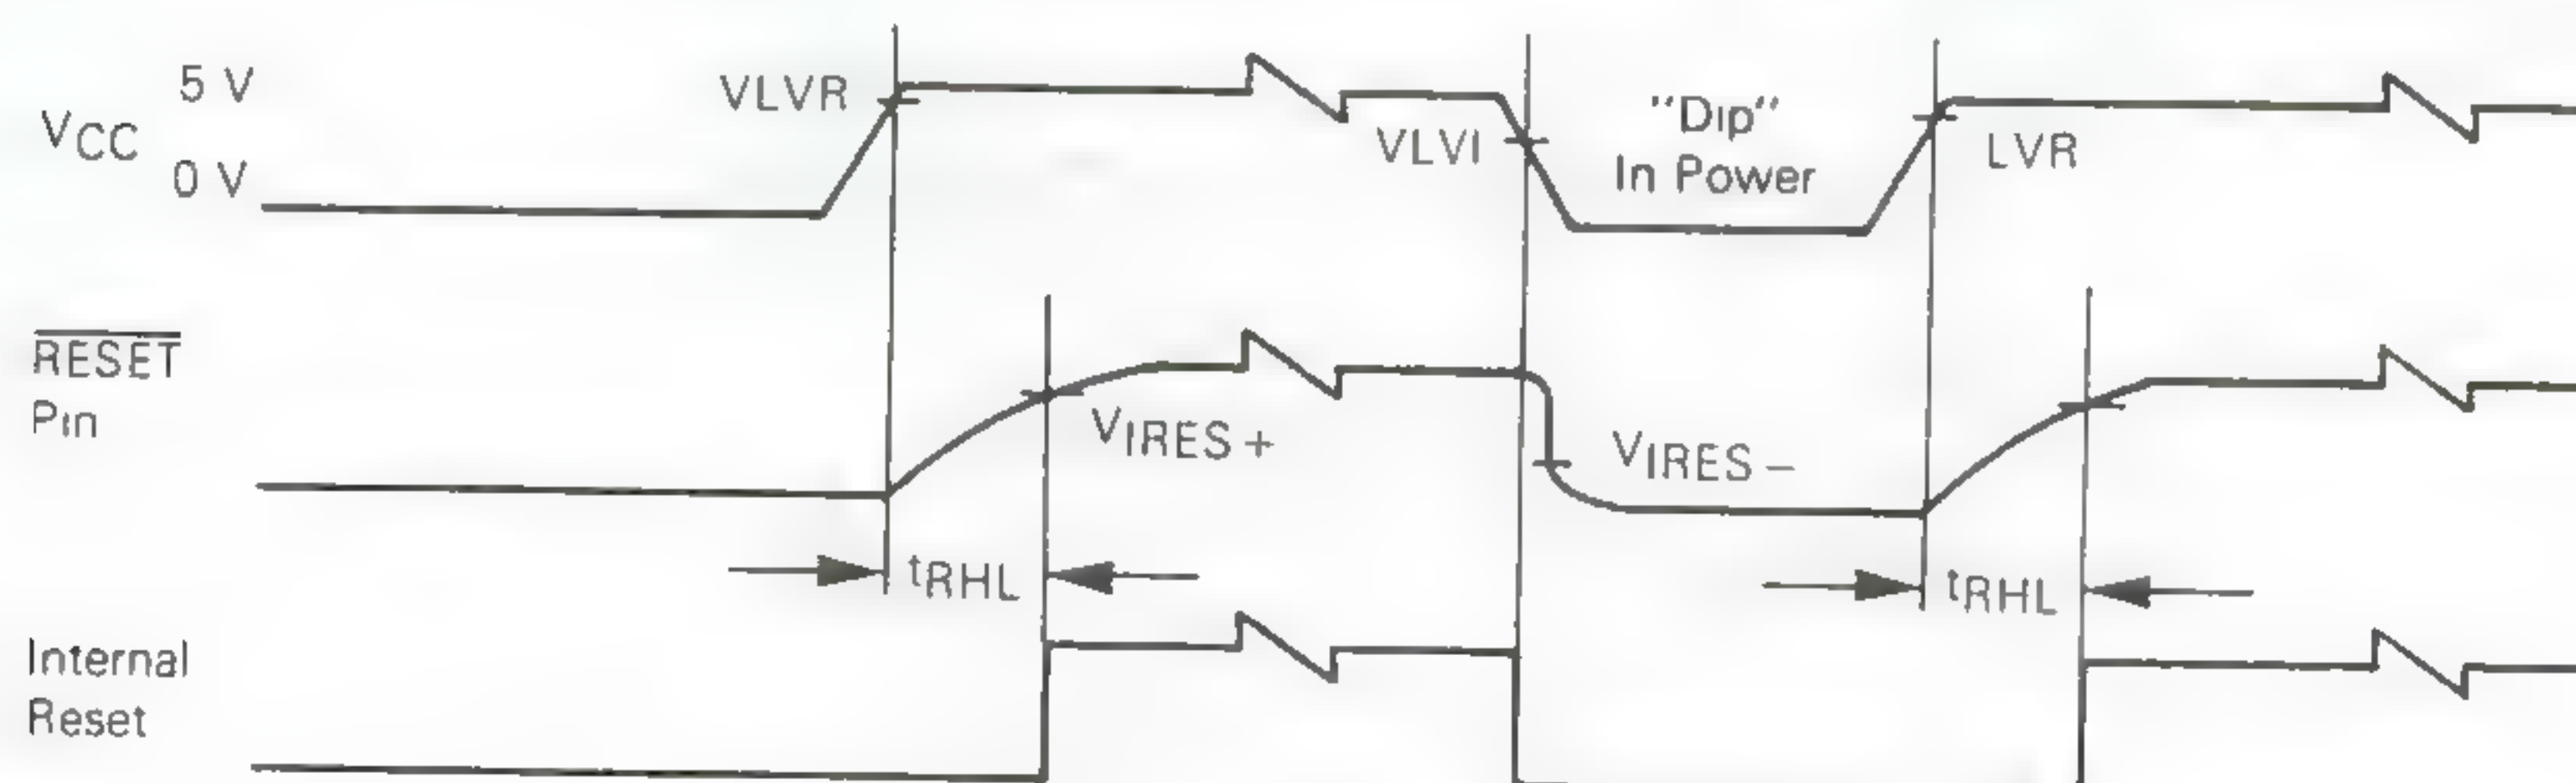 5 V
VCC
0 V
VLVR
VLVI
"Dip"
In Power
LVR
RESET
Pin
VIRES +
VIRES −
tRHL
tRHL
Internal
Reset